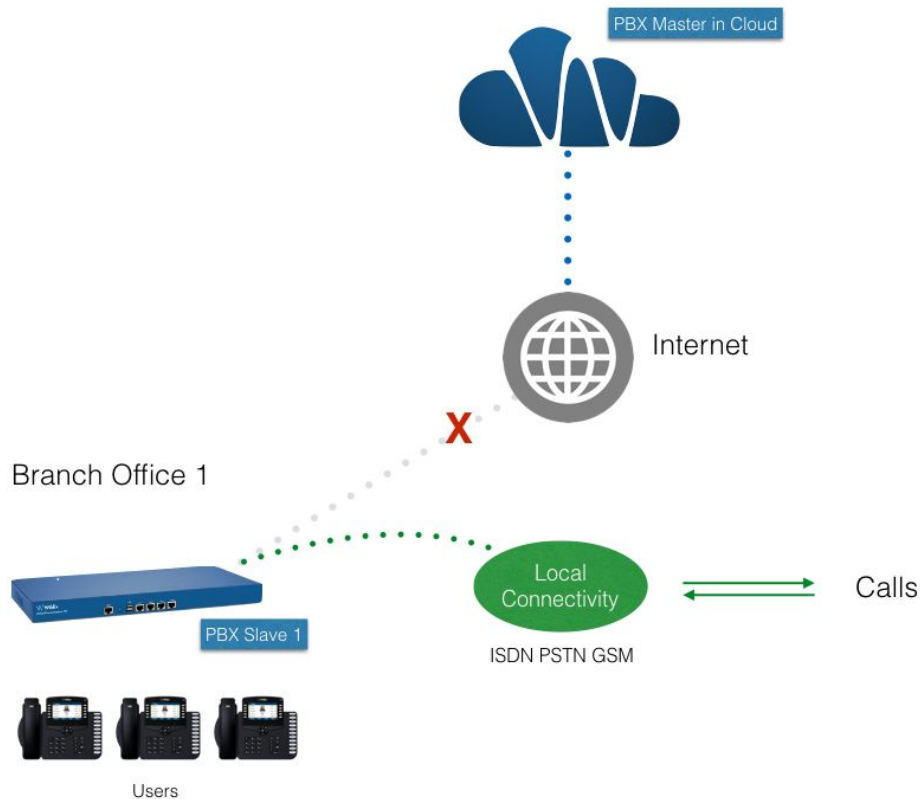 PBX Master in Cloud
Internet
X
Branch Office 1
Local
Connectivity
Calls
PBX Slave 1
ISDN PSTN GSM
Users